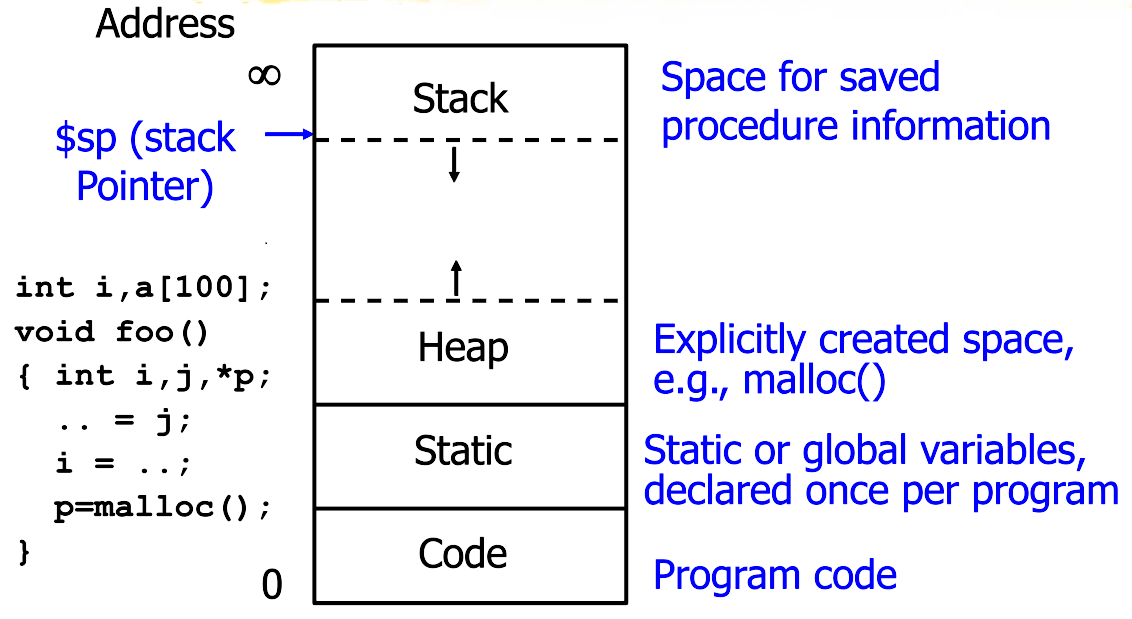 Address
∞
$sp (stack
Pointer)
Stack
Space for saved
procedure information
int i,a[100];
void foo()
{ int i,j,*p;
.. = j;
i = ..;
p=malloc();
}
Heap
Explicitly created space,
e.g., malloc()
Static
Static or global variables,
declared once per program
Code
Program code
0